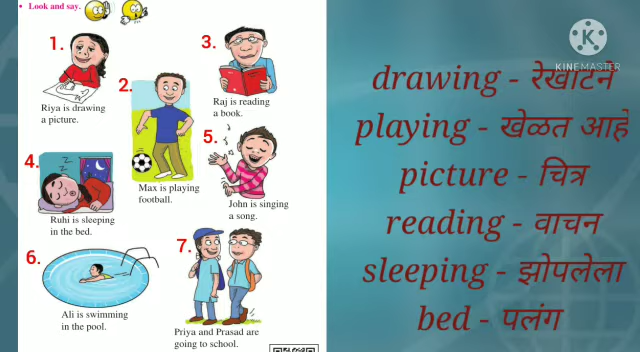 • Look and say.
1.
Riya is drawing
a picture.
2.
Max is playing
football.
3.
Raj is reading
a book.
4.
Ruhi is sleeping
in the bed.
5.
John is singing
a song.
6.
Ali is swimming
in the pool.
7.
Priya and Prasad are
going to school.
KINEMASTER
drawing - रेखाटने
playing - खेळत आहे
picture - चित्र
reading - वाचन
sleeping - झोपलेला
bed - पलंग